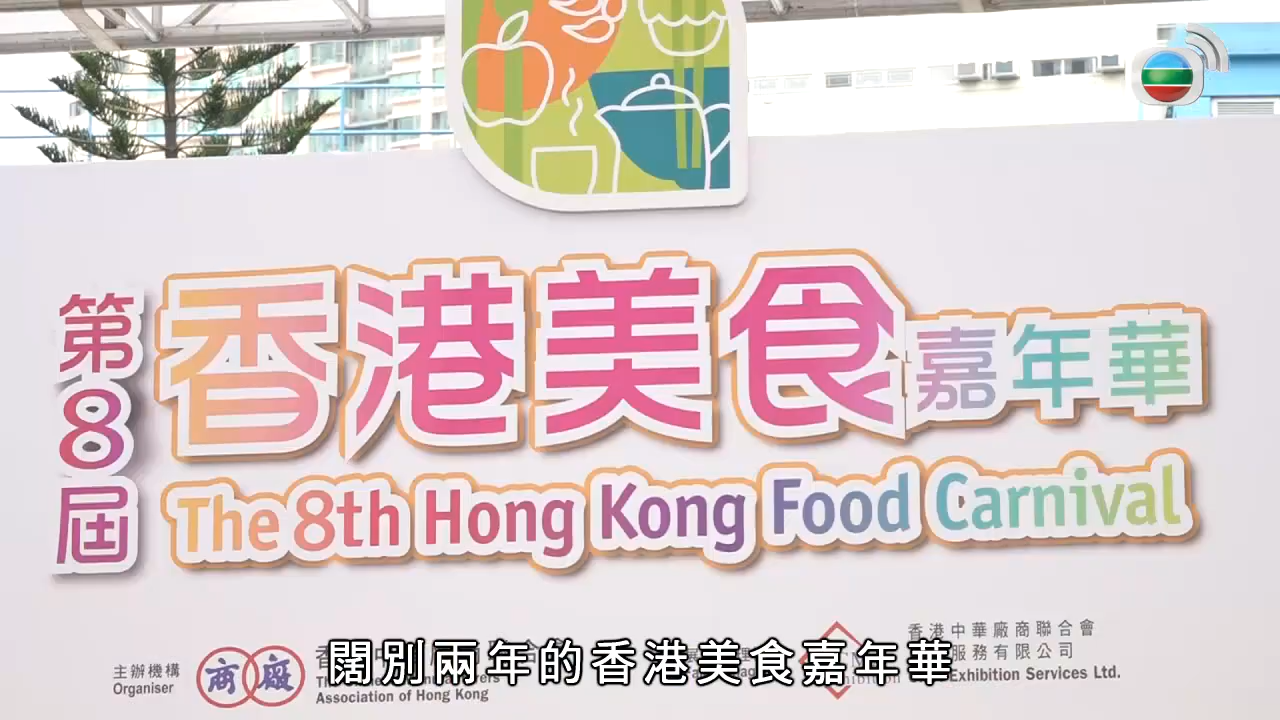 第8屆
香港美食嘉年華
The 8th Hong Kong Food Carnival
主辦機構
Organiser
商廠
Association of Hong Kong
香港中華廠商聯合會
服務有限公司
Exhibition Services Ltd.
闊別兩年的香港美食嘉年華